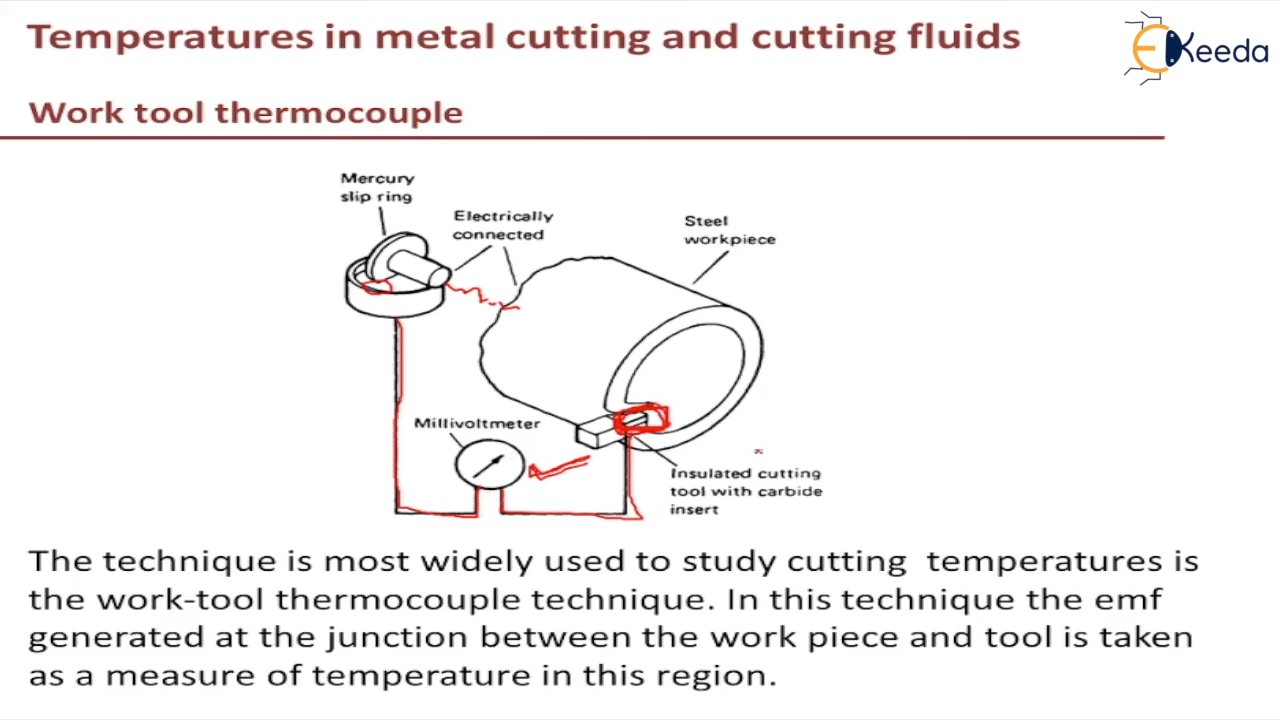 Temperatures in metal cutting and cutting fluids
EKeeda
Work tool thermocouple
Mercury
slip ring
Electrically
connected
Steel
workpiece
Millivoltmeter
Insulated cutting
tool with carbide
insert
The technique is most widely used to study cutting temperatures is
the work-tool thermocouple technique. In this technique the emf
generated at the junction between the work piece and tool is taken
as a measure of temperature in this region.